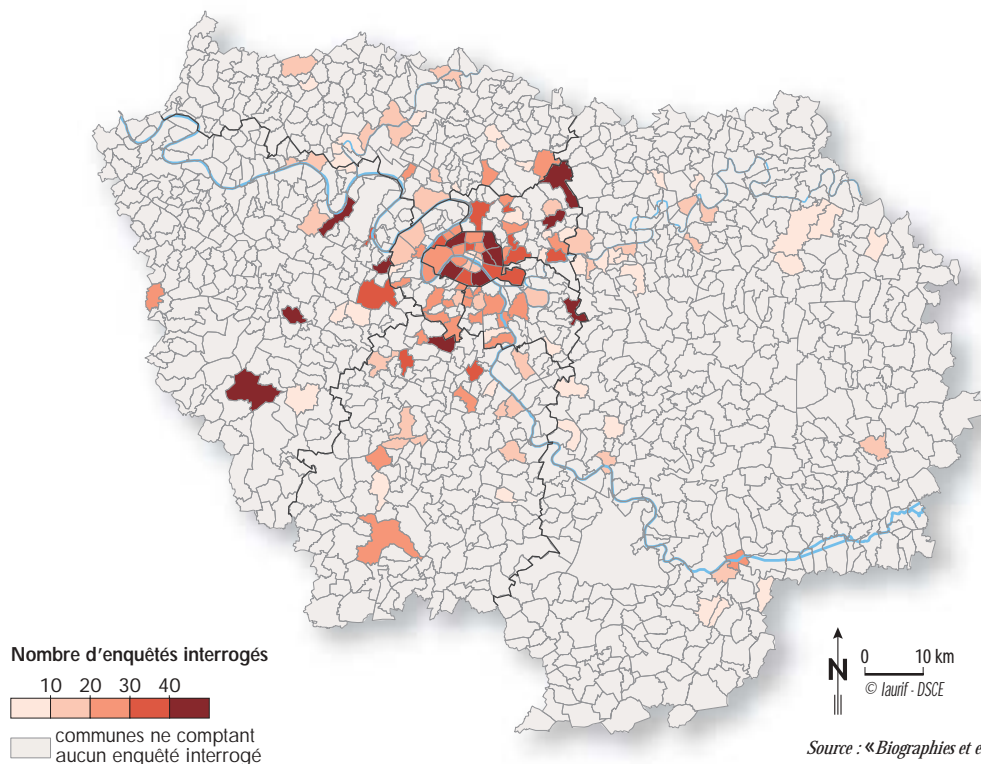 Nombre d'enquêtés interrogés
10 20 30 40
communes ne comptant
aucun enquêté interrogé
N
0 10 km
© Iaurif - DSCE
Source : « Biographies et e